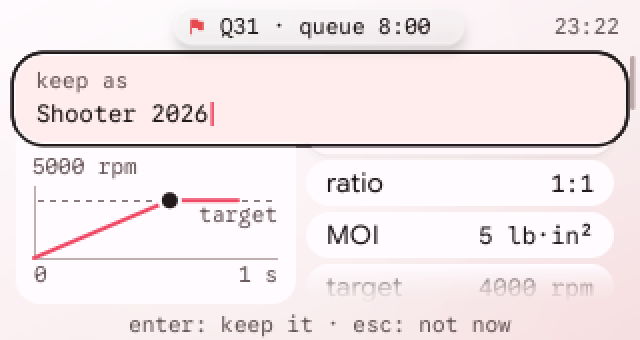 Q31 · queue 8:00
23:22
keep as
Shooter 2026
5000 rpm
target
0
1 s
ratio
1:1
MOI
5 lb·in²
target
4000 rpm
enter: keep it · esc: not now